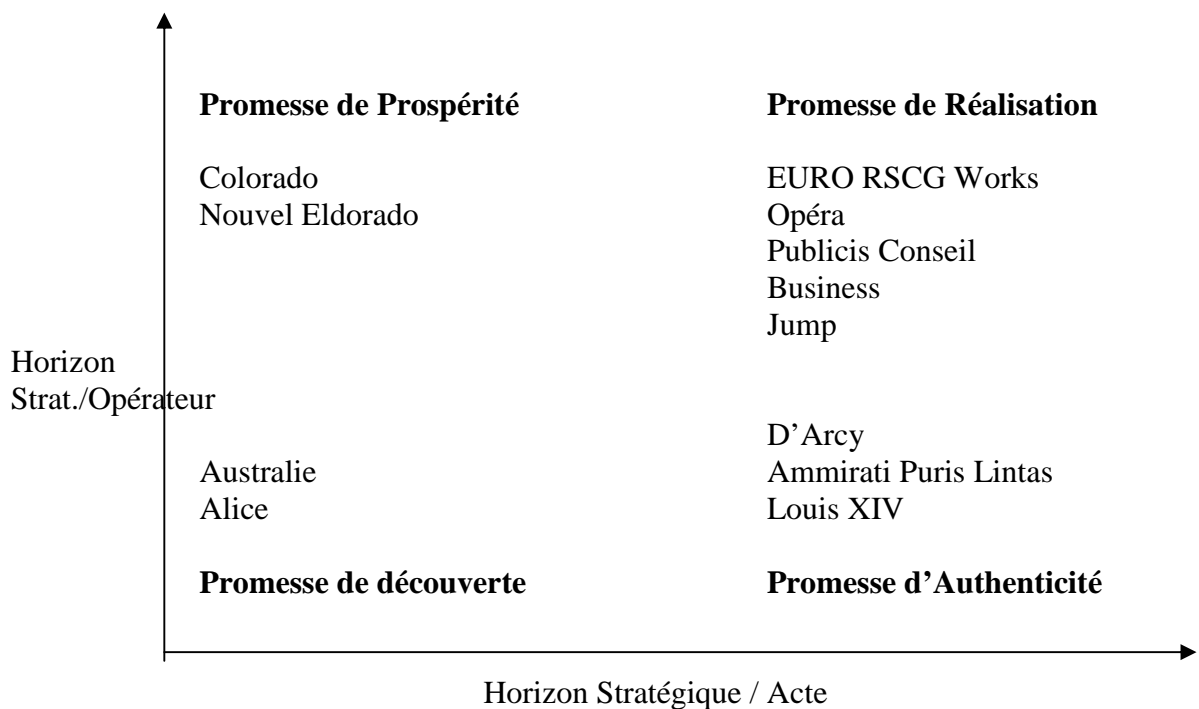 Promesse de Prospérité
Promesse de Réalisation
Colorado
Nouvel Eldorado
EURO RSCG Works
Opéra
Publicis Conseil
Business
Jump
Horizon
Strat./Opérateur
D’Arcy
Australie
Ammirati Puris Lintas
Alice
Louis XIV
Promesse de découverte
Promesse d’Authenticité
Horizon Stratégique / Acte